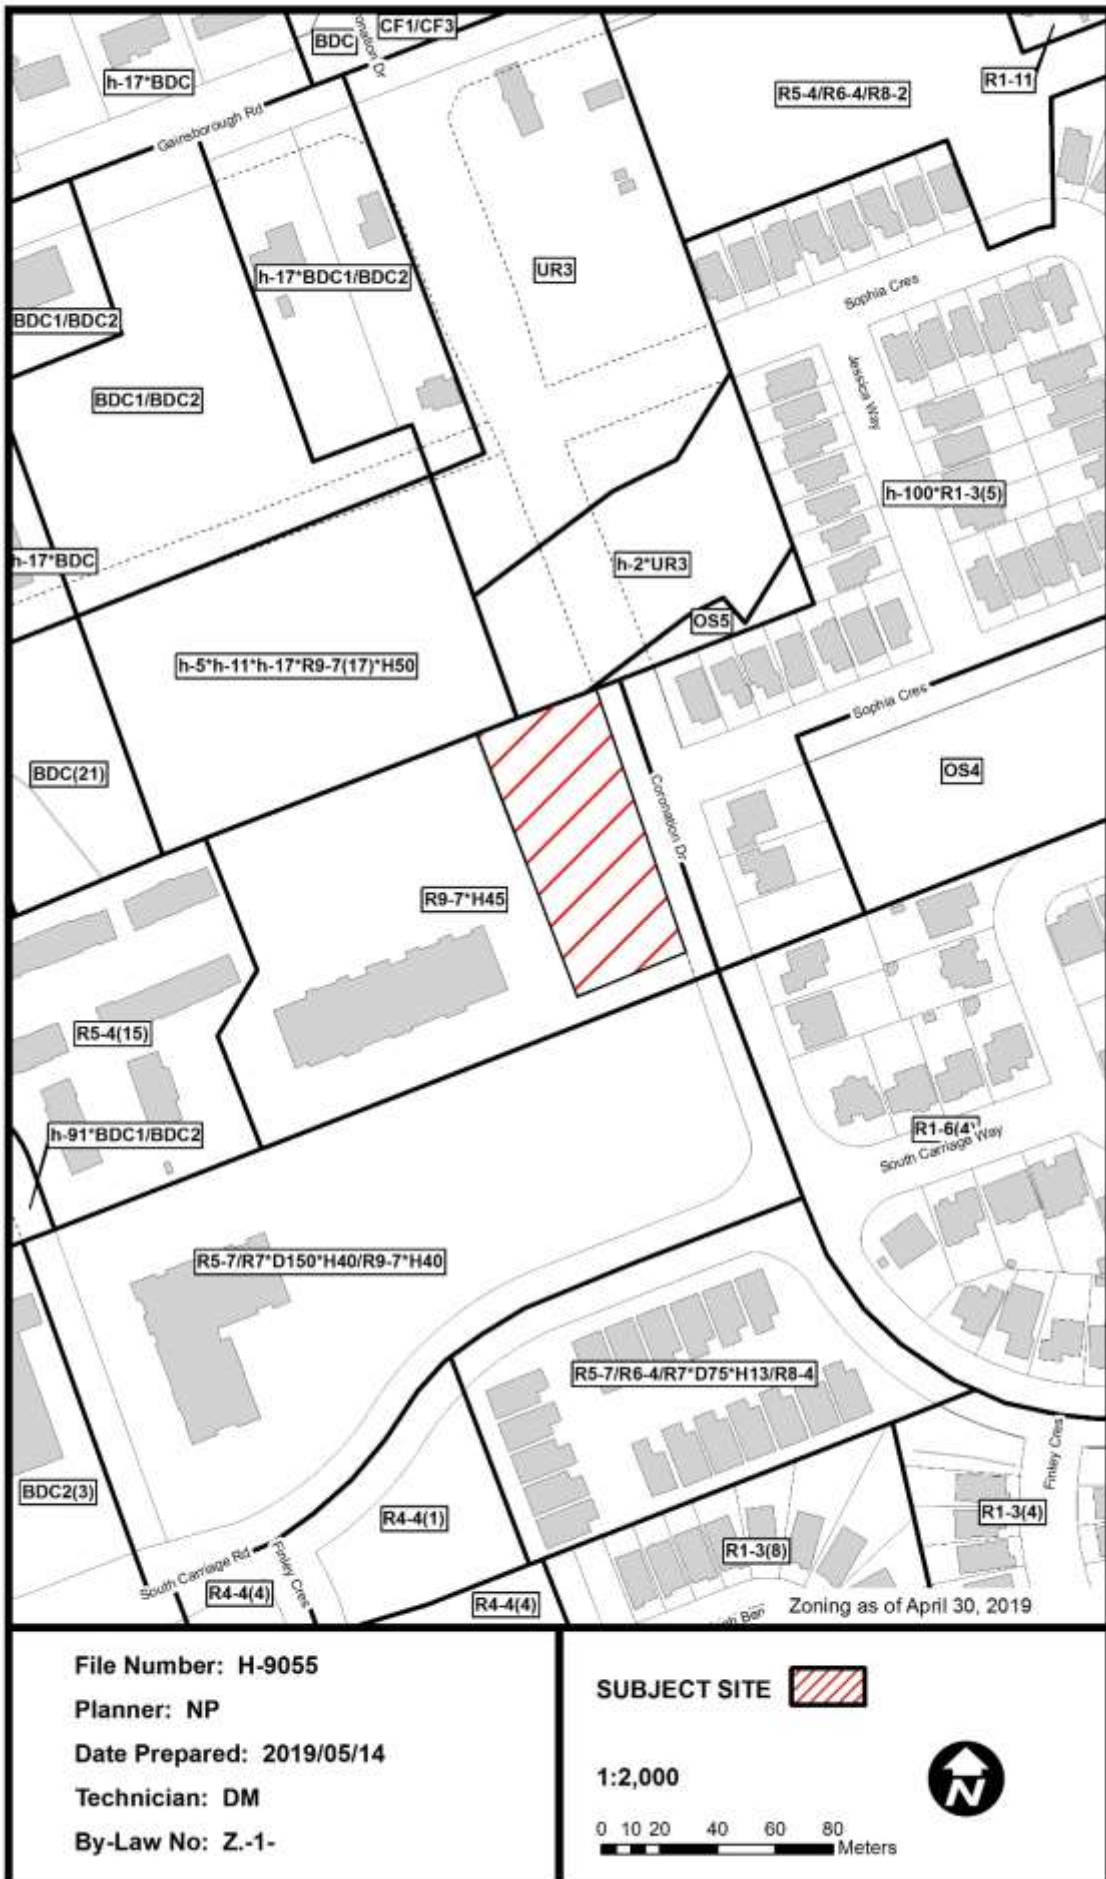 CF1/CF3
BDC
Coronation Dr
h-17*BDC
R1-11
R5-4/R6-4/R8-2
Gainsborough Rd
UR3
h-17*BDC1/BDC2
Sophia Cres
BDC1/BDC2
BDC1/BDC2
Jessica Way
h-100*R1-3(5)
h-17*BDC
h-2*UR3
OS5
h-5*h-11*h-17*R9-7(17)*H50
Sophia Cres
BDC(21)
OS4
Coronation Dr
R9-7*H45
R5-4(15)
h-91*BDC1/BDC2
R1-6(4)
South Carriage Way
R5-7/R7*D150*H40/R9-7*H40
R5-7/R6-4/R7*D75*H13/R8-4
Finley Cres
BDC2(3)
R4-4(1)
R1-3(4)
R1-3(8)
South Carriage Rd
Finley Cres
R4-4(4)
R4-4(4)
Zoning as of April 30, 2019
File Number: H-9055
Planner: NP
Date Prepared: 2019/05/14
Technician: DM
By-Law No: Z.-1-
SUBJECT SITE
1:2,000
N
0 10 20 40 60 80
Meters